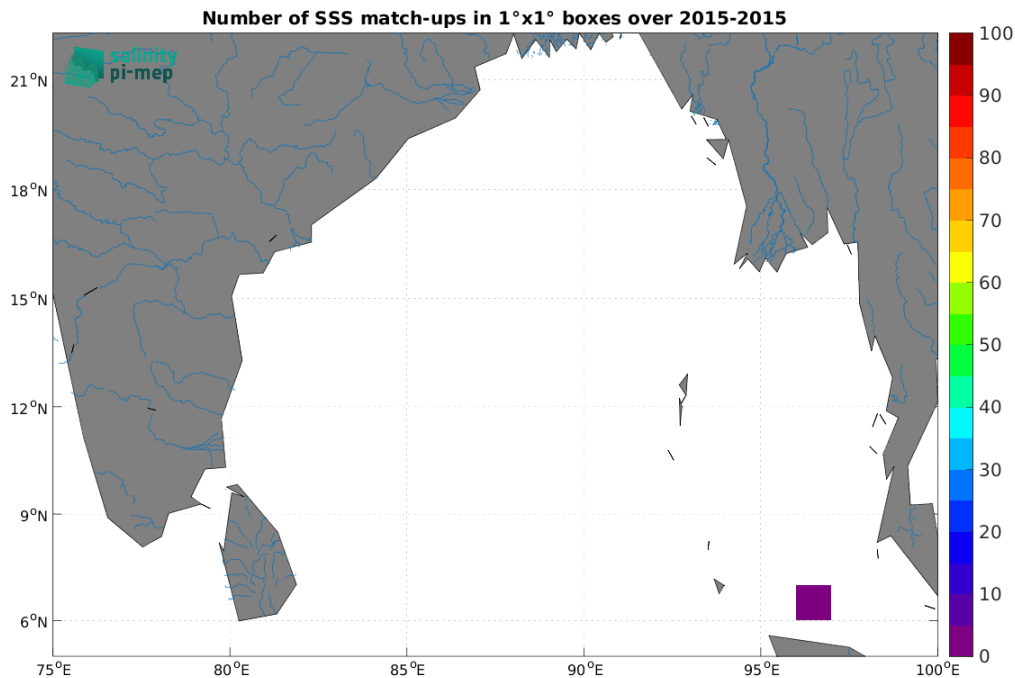 Number of SSS match-ups in 1°x1° boxes over 2015-2015
salinity
pi-mep
21°N
18°N
15°N
12°N
9°N
6°N
75°E
80°E
85°E
90°E
95°E
100°E
100
90
80
70
60
50
40
30
20
10
0